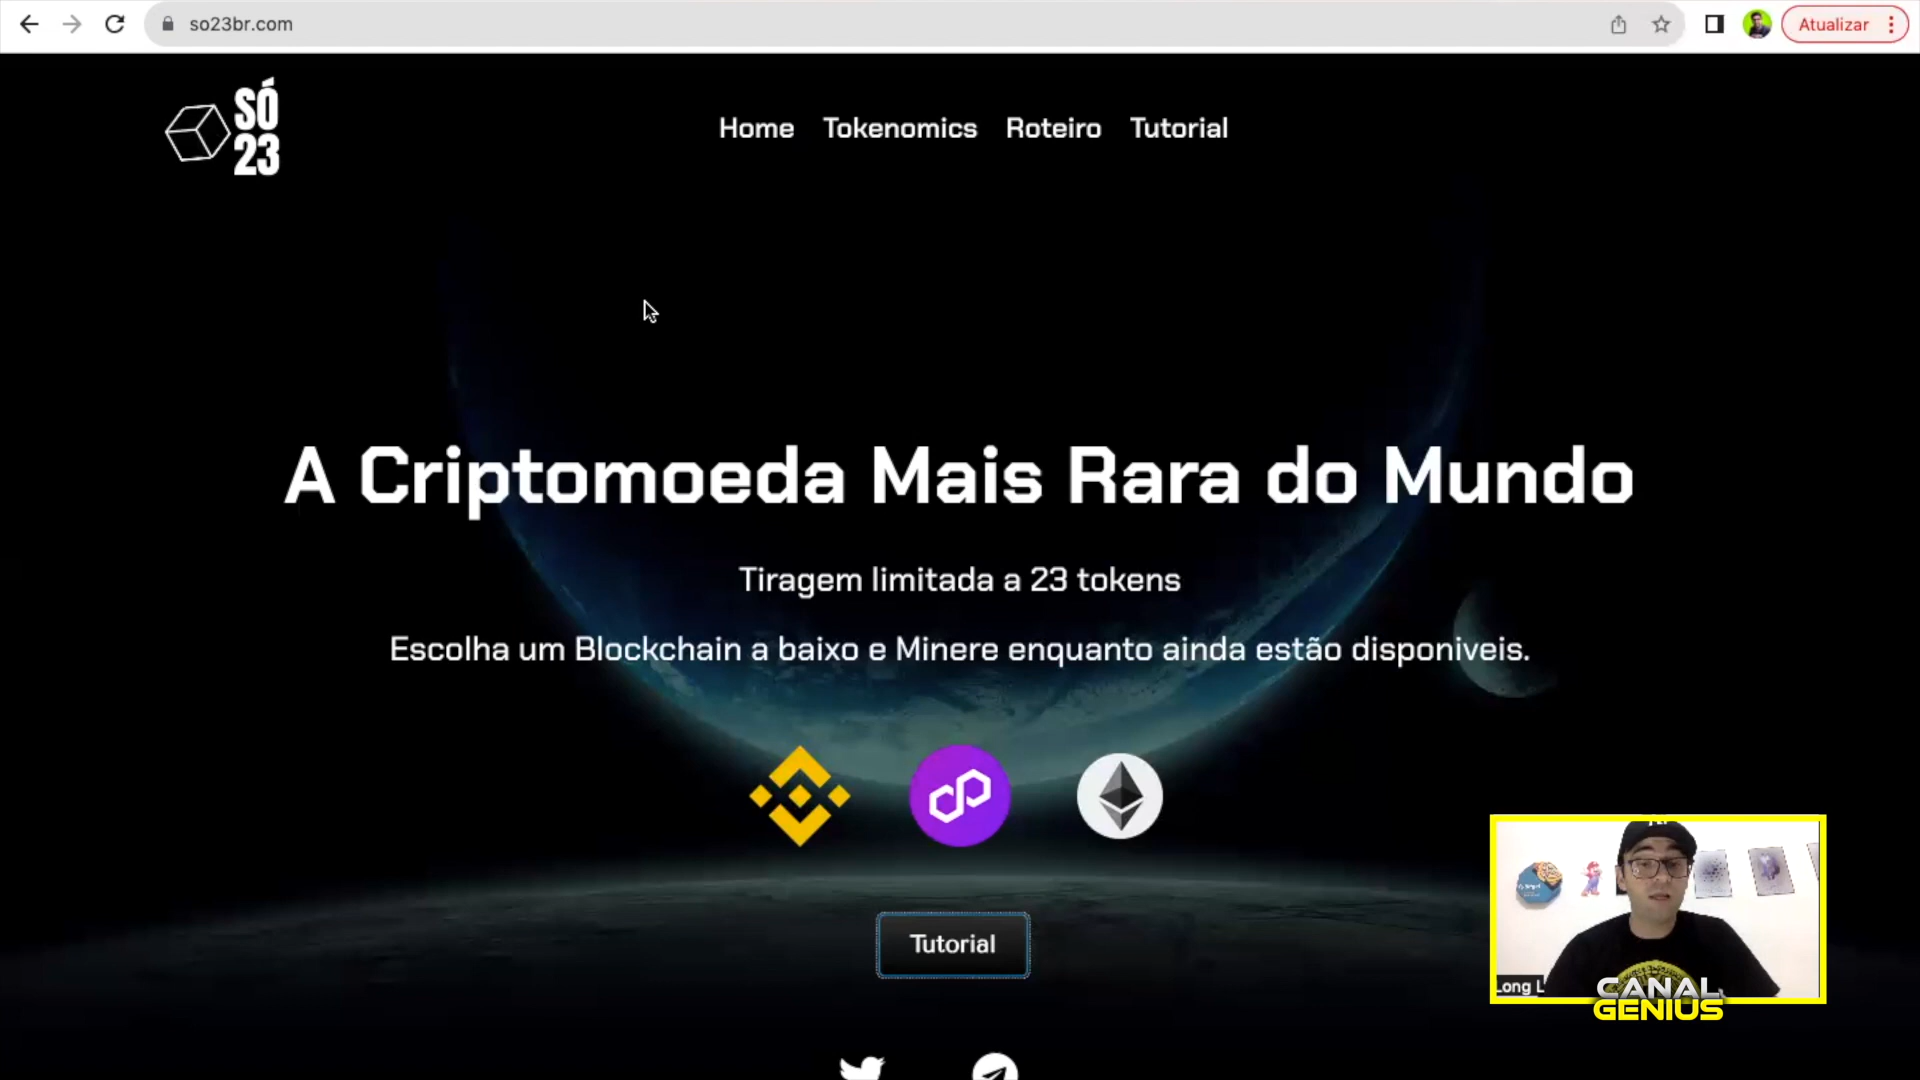 so23br.com
Atualizar
SÓ
23
Home Tokenomics Roteiro Tutorial
A Criptomoeda Mais Rara do Mundo
Tiragem limitada a 23 tokens
Escolha um Blockchain a baixo e Minere enquanto ainda estão disponiveis.
Tutorial
Long L
CANAL
GENIUS